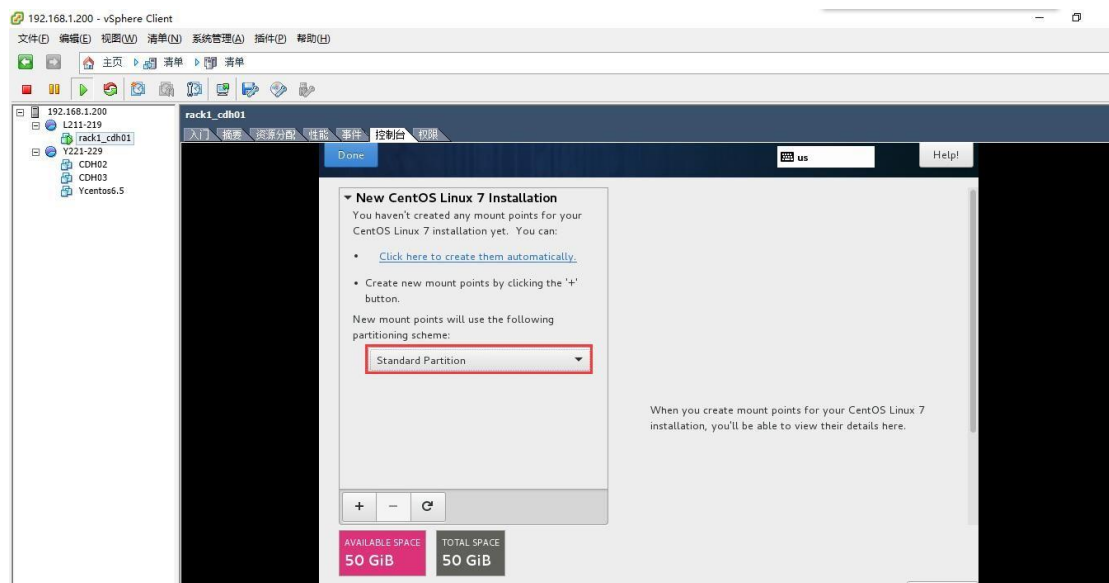 192.168.1.200 - vSphere Client
文件(F) 编辑(E) 视图(W) 清单(N) 系统管理(A) 插件(P) 帮助(H)
主页 清单 清单
192.168.1.200
L211-219
rack1_cdh01
Y221-229
CDH02
CDH03
Ycentos6.5
rack1_cdh01
入门 摘要 资源分配 性能 事件 控制台 权限
Done
us
Help!
New CentOS Linux 7 Installation
You haven't created any mount points for your
CentOS Linux 7 installation yet. You can:
• Click here to create them automatically.
• Create new mount points by clicking the '+'
button.
New mount points will use the following
partitioning scheme:
Standard Partition
When you create mount points for your CentOS Linux 7
installation, you'll be able to view their details here.
+ −
AVAILABLE SPACE
50 GiB
TOTAL SPACE
50 GiB